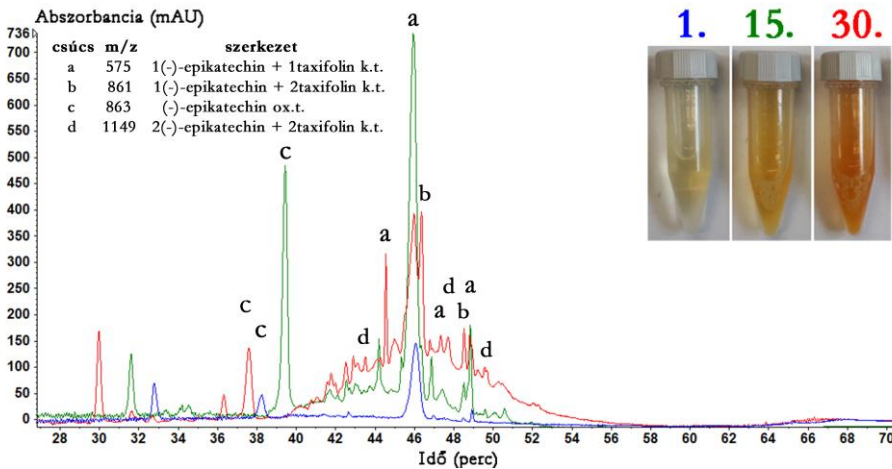 Abszorbancia (mAU)
1. 15. 30.
736
csúcs m/z szerkezet
700
a 575 1(-)-epikatechin + 1taxifolin k.t.
650
b 861 1(-)-epikatechin + 2taxifolin k.t.
600
c 863 (-)-epikatechin ox.t.
550
d 1149 2(-)-epikatechin + 2taxifolin k.t.
500
450
400
350
300
250
200
150
100
50
0
a
c
b
a
c
c
d
a
d
b
a
d
28 30 32 34 36 38 40 42 44 46 48 50 52 54 56 58 60 62 64 66 68 70
Idő (perc)